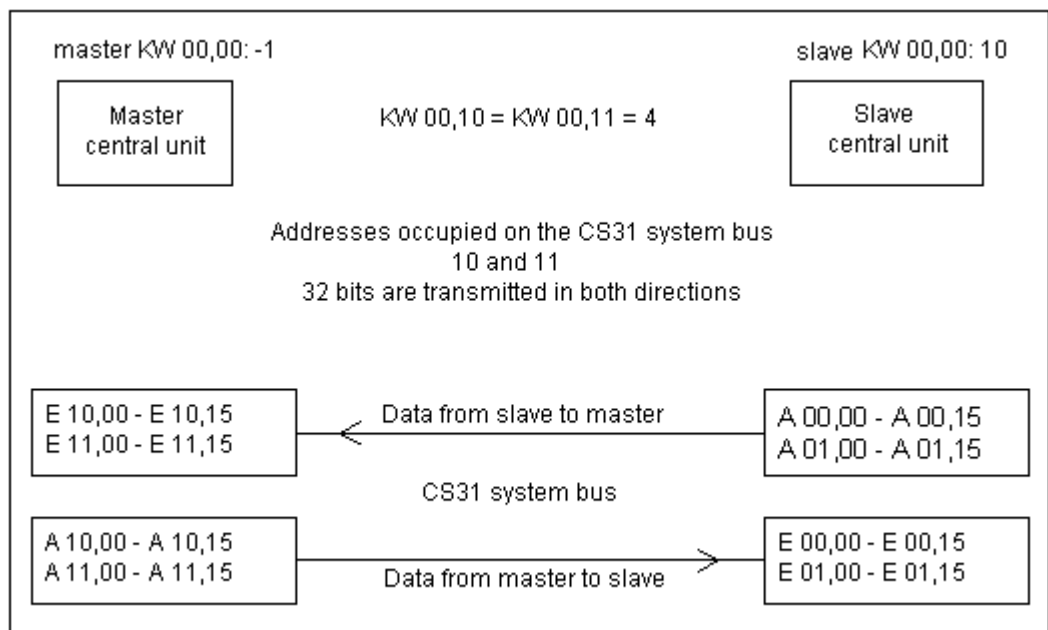 master KW 00,00: -1
slave KW 00,00: 10
Master
central unit
KW 00,10 = KW 00,11 = 4
Slave
central unit
Addresses occupied on the CS31 system bus
10 and 11
32 bits are transmitted in both directions
E 10,00 - E 10,15
E 11,00 - E 11,15
Data from slave to master
A 00,00 - A 00,15
A 01,00 - A 01,15
CS31 system bus
A 10,00 - A 10,15
A 11,00 - A 11,15
Data from master to slave
E 00,00 - E 00,15
E 01,00 - E 01,15